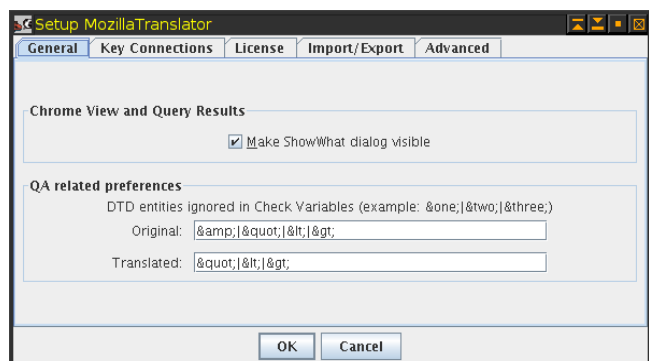 Setup MozillaTranslator
General Key Connections License Import/Export Advanced
Chrome View and Query Results
Make ShowWhat dialog visible
QA related preferences
DTD entities ignored in Check Variables (example: &one;|&two;|&three;)
Original: &amp;|&quot;|&lt;|&gt;
Translated: &quot;|&lt;|&gt;
OK Cancel